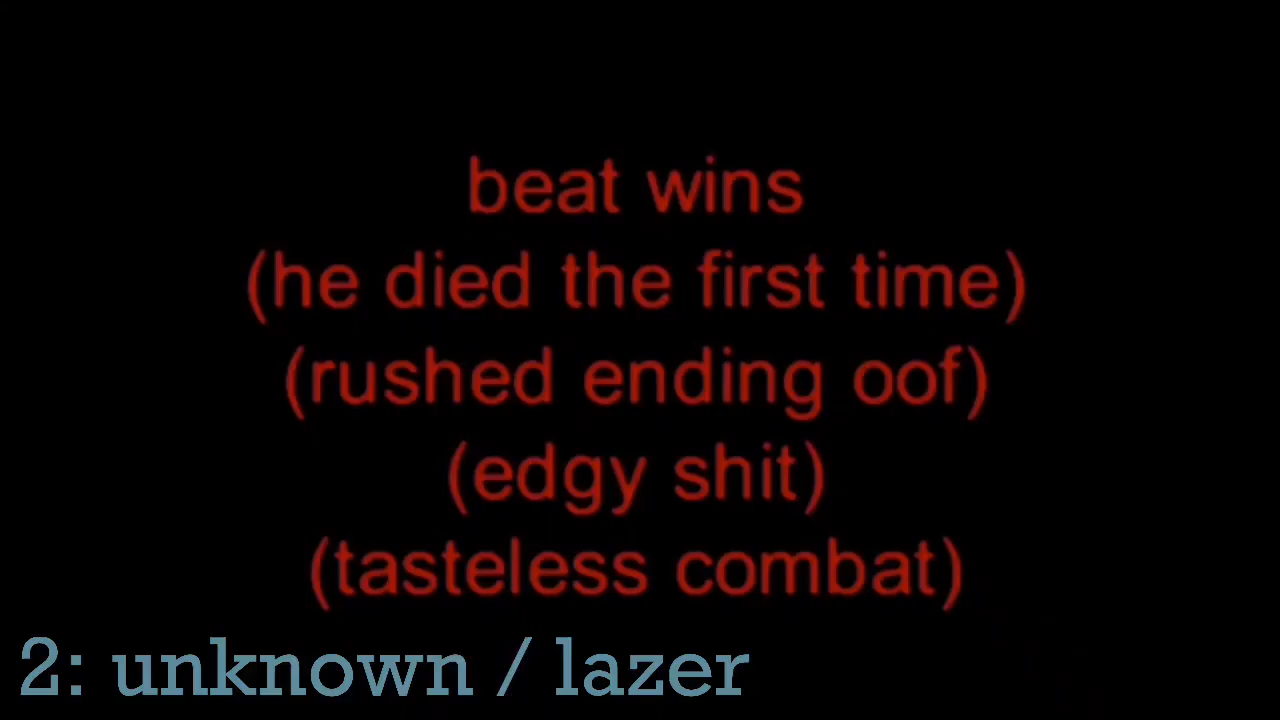 beat wins
(he died the first time)
(rushed ending oof)
(edgy shit)
(tasteless combat)
2: unknown / lazer